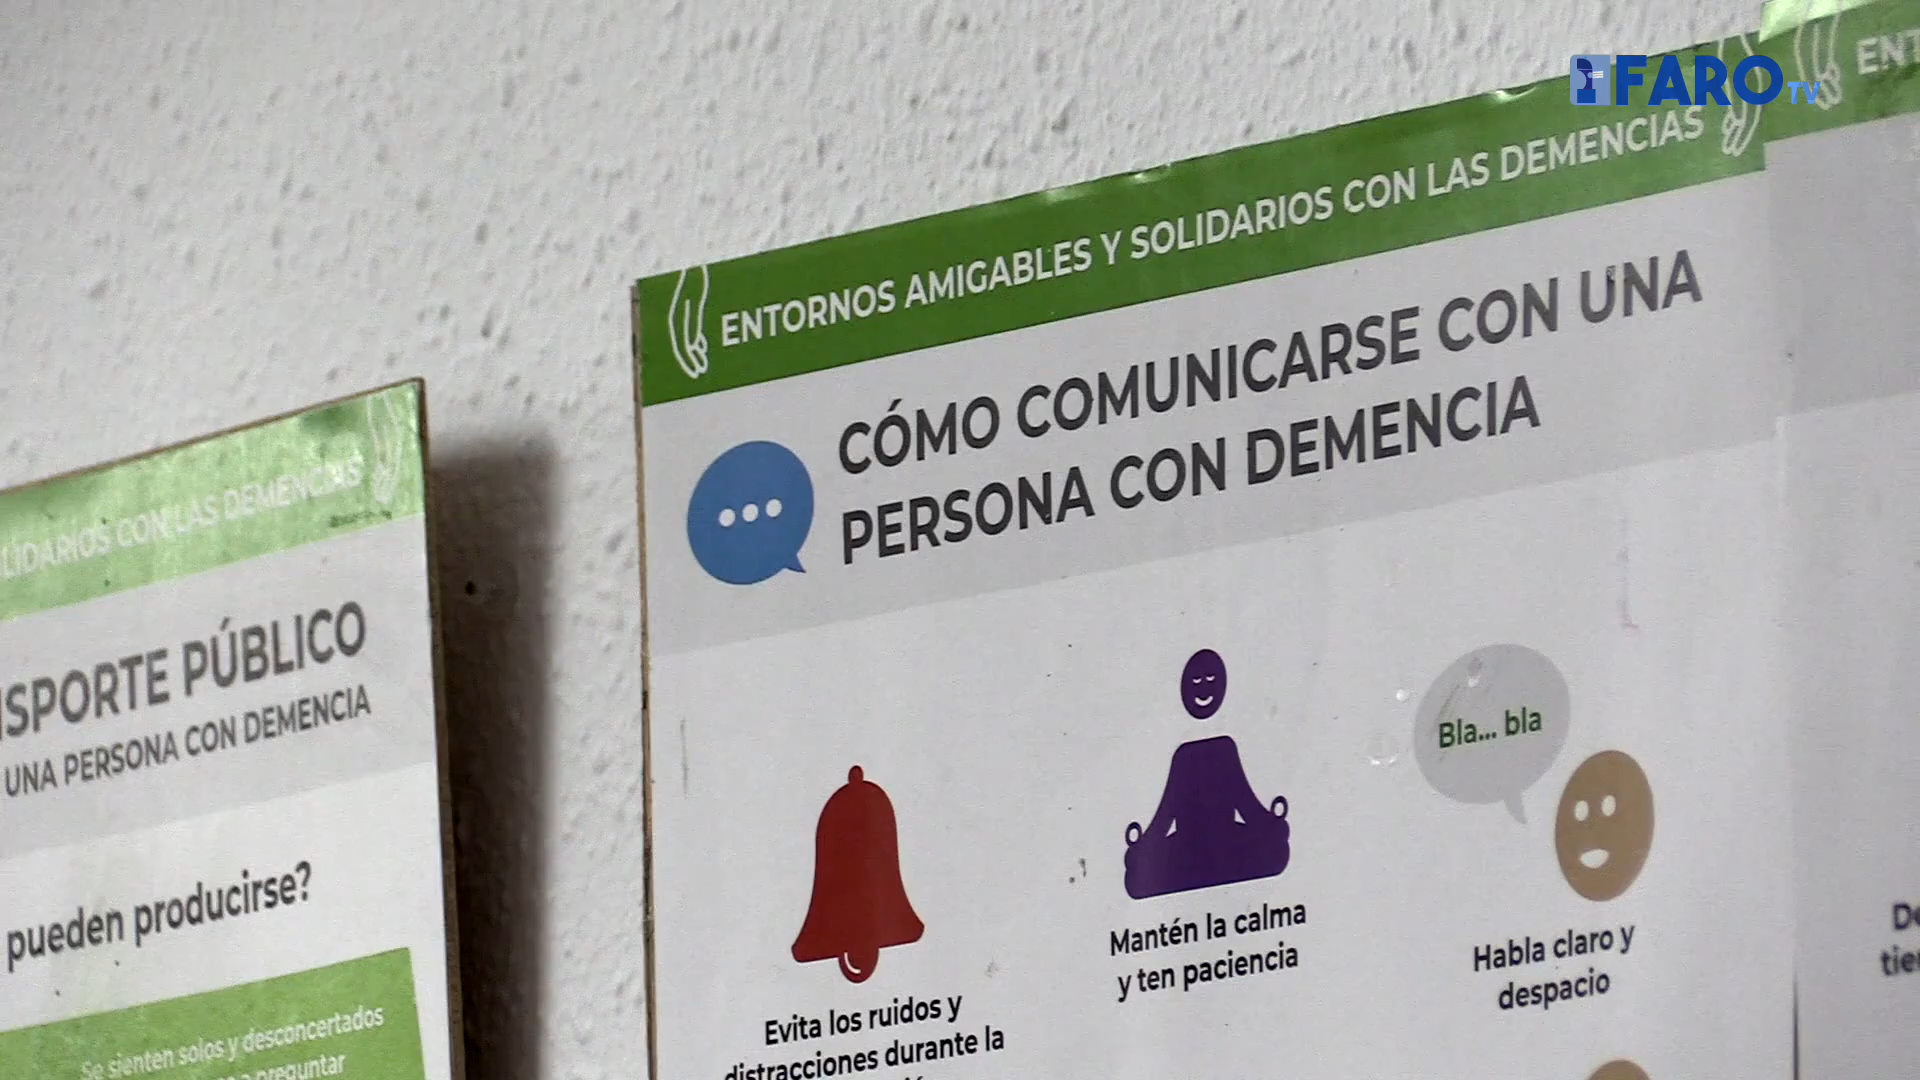 FARO TV
ENTORNOS AMIGABLES Y SOLIDARIOS CON LAS DEMENCIAS
CÓMO COMUNICARSE CON UNA
PERSONA CON DEMENCIA
Evita los ruidos y
distracciones durante la
Mantén la calma
y ten paciencia
Bla... bla
Habla claro y
despacio
CON LAS DEMENCIAS
PÚBLICO
UNA PERSONA CON DEMENCIA
pueden producirse?
Se sienten solos y desconcertados
preguntar